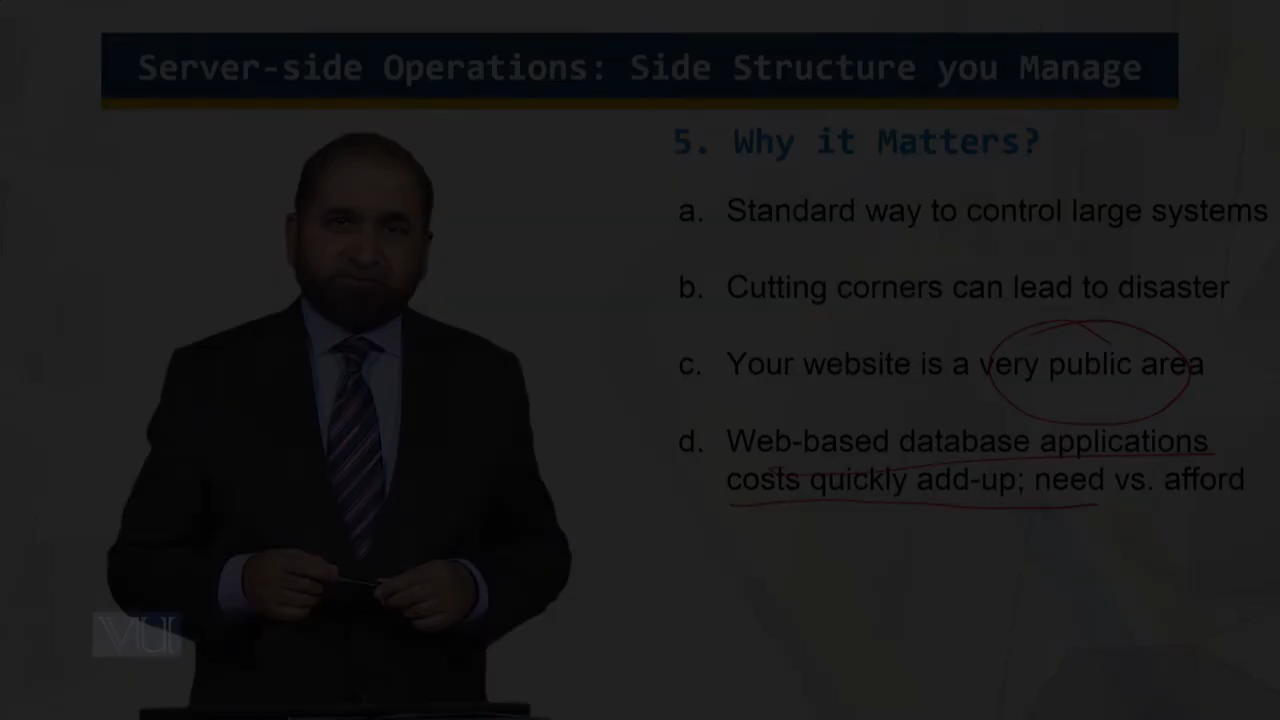 Server-side Operations: Side Structure you Manage
5. Why it Matters?
a. Standard way to control large systems
b. Cutting corners can lead to disaster
c. Your website is a very public area
d. Web-based database applications
costs quickly add-up; need vs. afford
VU